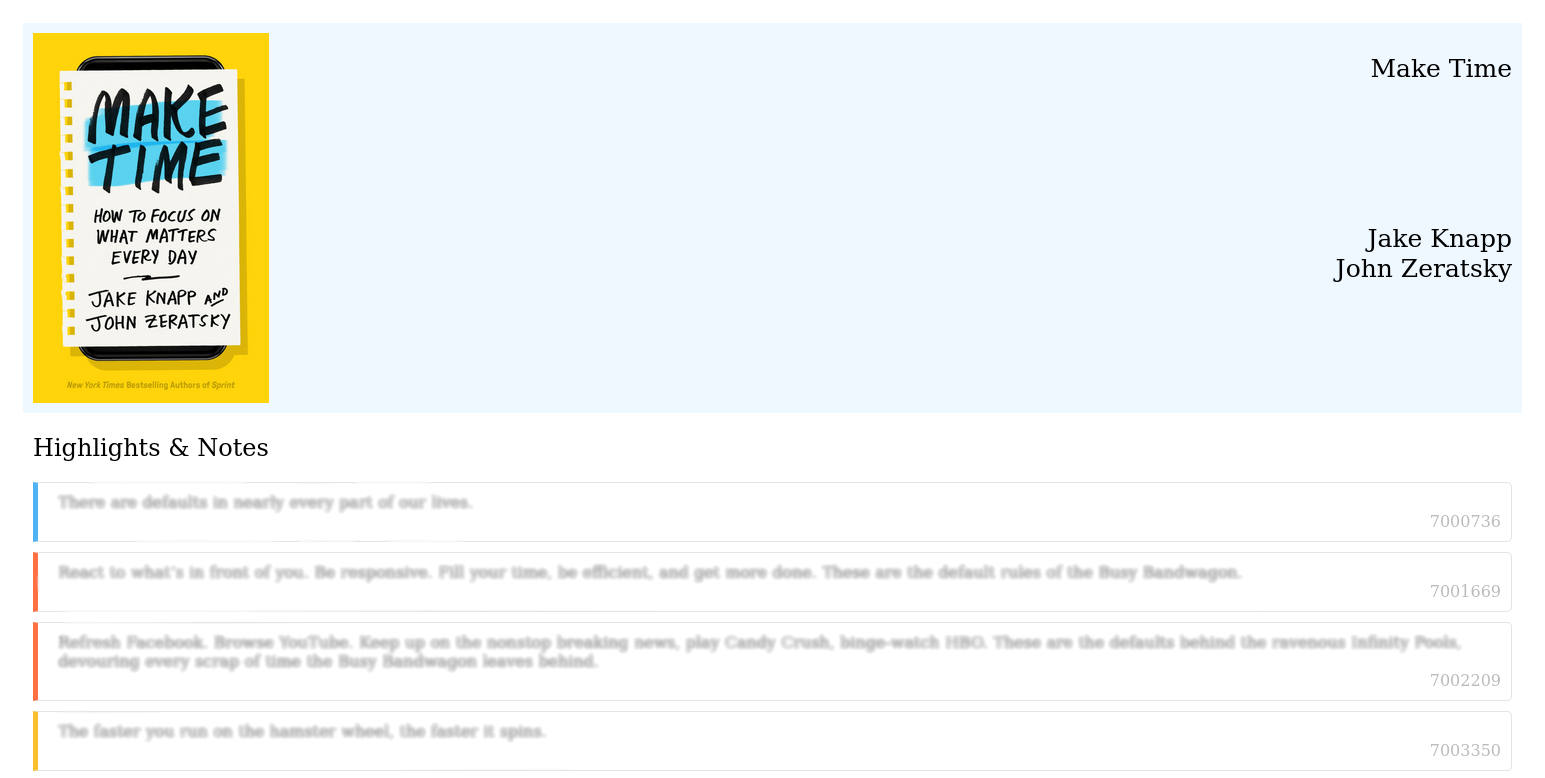 MAKE
TIME
HOW TO FOCUS ON
WHAT MATTERS
EVERY DAY
JAKE KNAPP AND
JOHN ZERATSKY
New York Times Bestselling Authors of Sprint
Make Time
Jake Knapp
John Zeratsky
Highlights & Notes
There are defaults in nearly every part of our lives.
7000736
React to what's in front of you. Be responsive. Fill your time, be efficient, and get more done. These are the default rules of the Busy Bandwagon.
7001669
Refresh Facebook. Browse YouTube. Keep up on the nonstop breaking news, play Candy Crush, binge-watch HBO. These are the defaults behind the ravenous Infinity Pools,
devouring every scrap of time the Busy Bandwagon leaves behind.
7002209
The faster you run on the hamster wheel, the faster it spins.
7003350